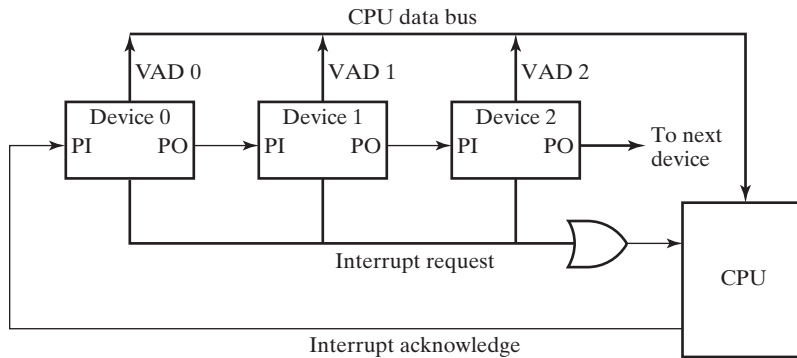 CPU data bus
VAD 0
VAD 1
VAD 2
Device 0
Device 1
Device 2
PI
PO
PI
PO
PI
PO
To next
device
Interrupt request
CPU
Interrupt acknowledge